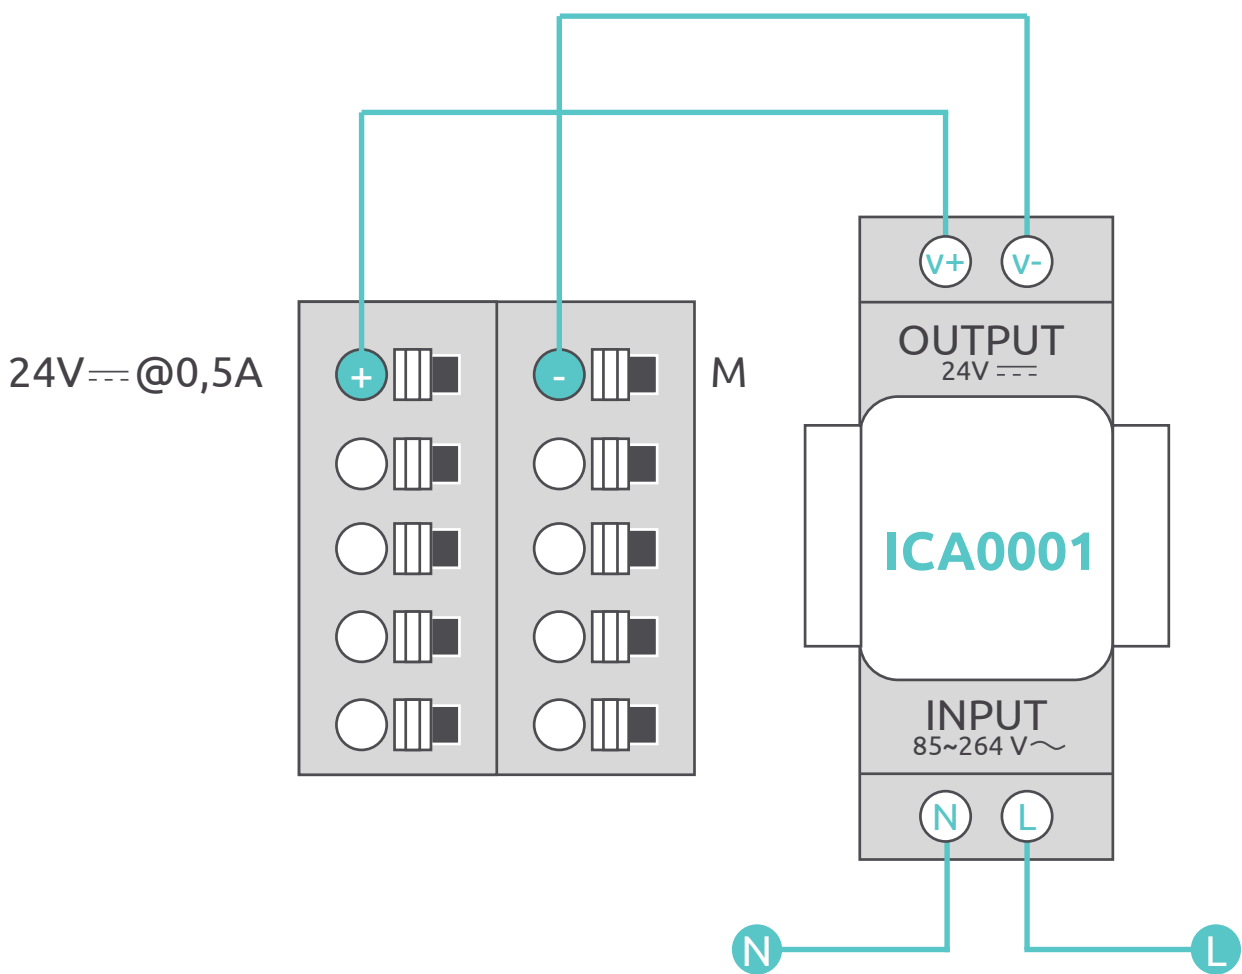 v+ v-
OUTPUT
24V
24V @0,5A + - M
ICA0001
INPUT
85~264 V~
N L
N L